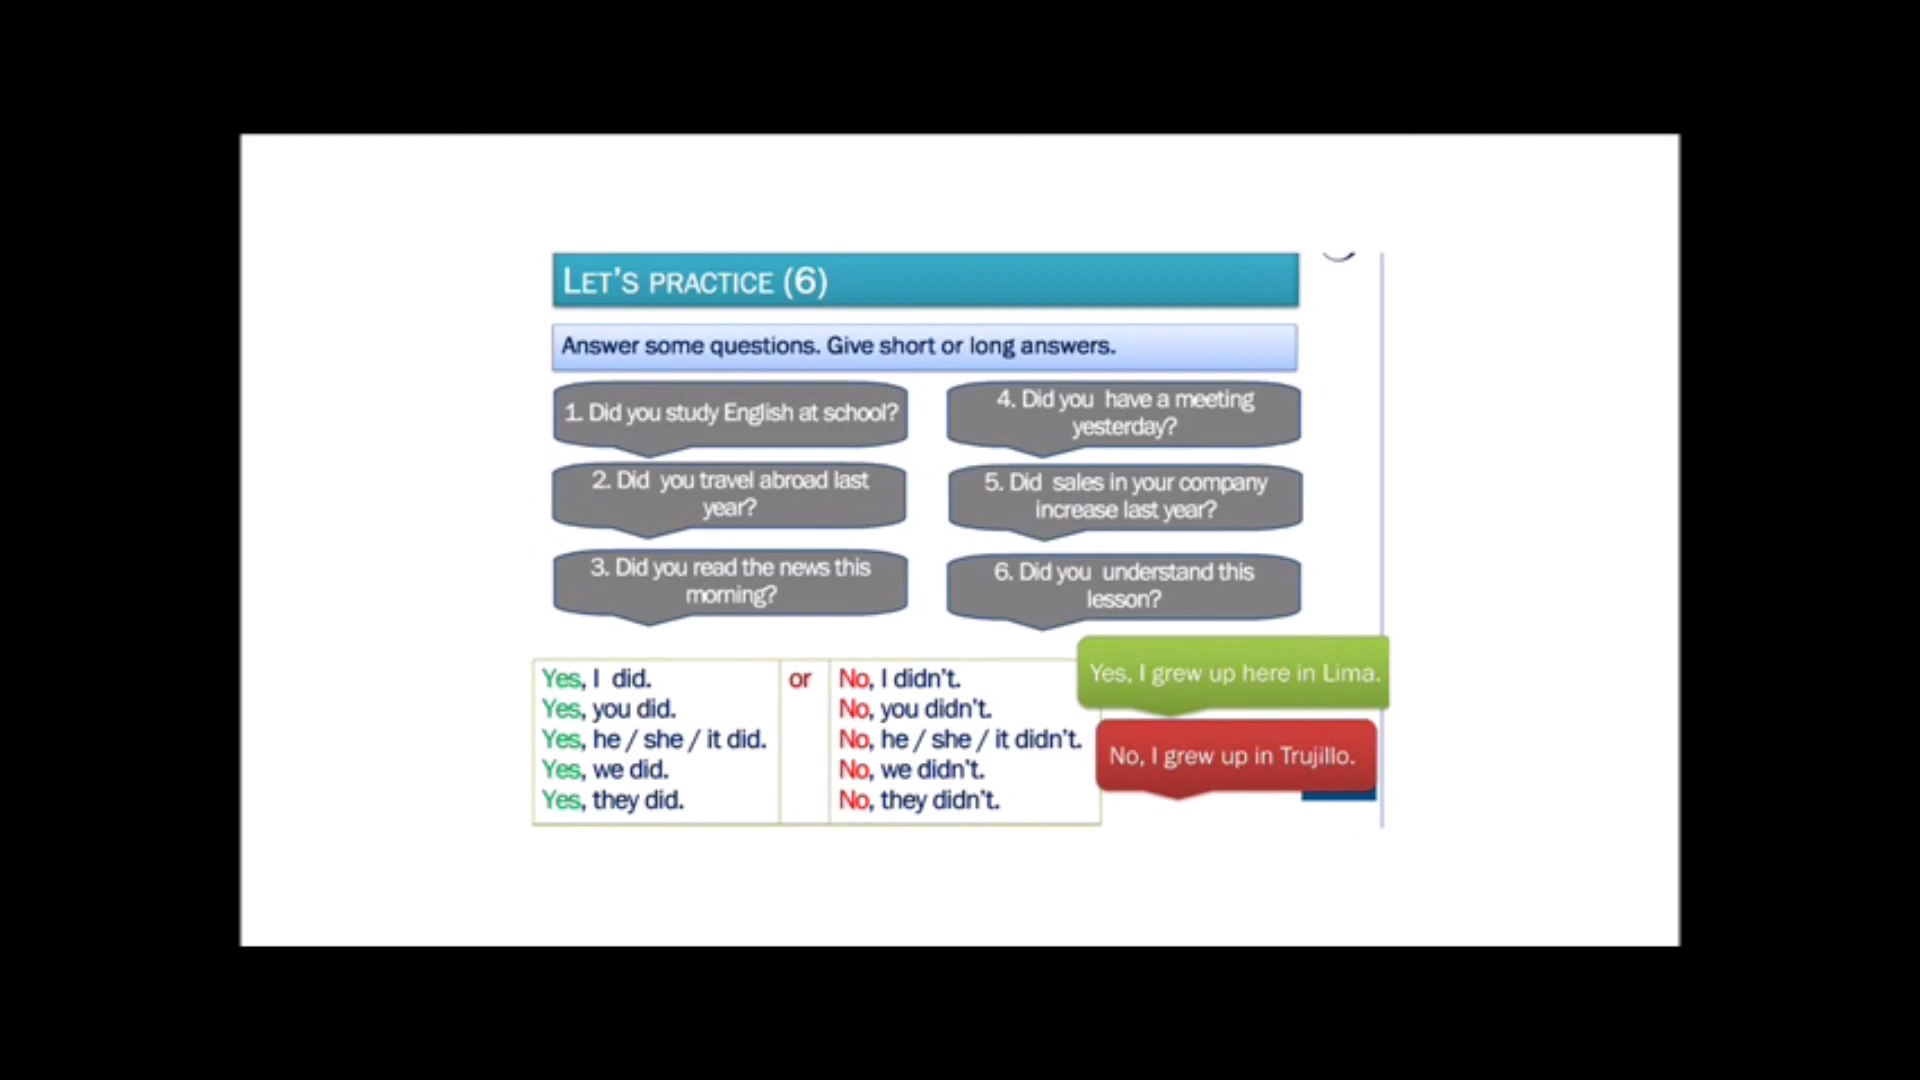 LET'S PRACTICE (6)
Answer some questions. Give short or long answers.
1. Did you study English at school?
2. Did you travel abroad last
year?
3. Did you read the news this
morning?
4. Did you have a meeting
yesterday?
5. Did sales in your company
increase last year?
6. Did you understand this
lesson?
Yes, I did.
Yes, you did.
Yes, he / she / it did.
Yes, we did.
Yes, they did.
or
No, I didn't.
No, you didn't.
No, he / she / it didn't.
No, we didn't.
No, they didn't.
Yes, I grew up here in Lima.
No, I grew up in Trujillo.